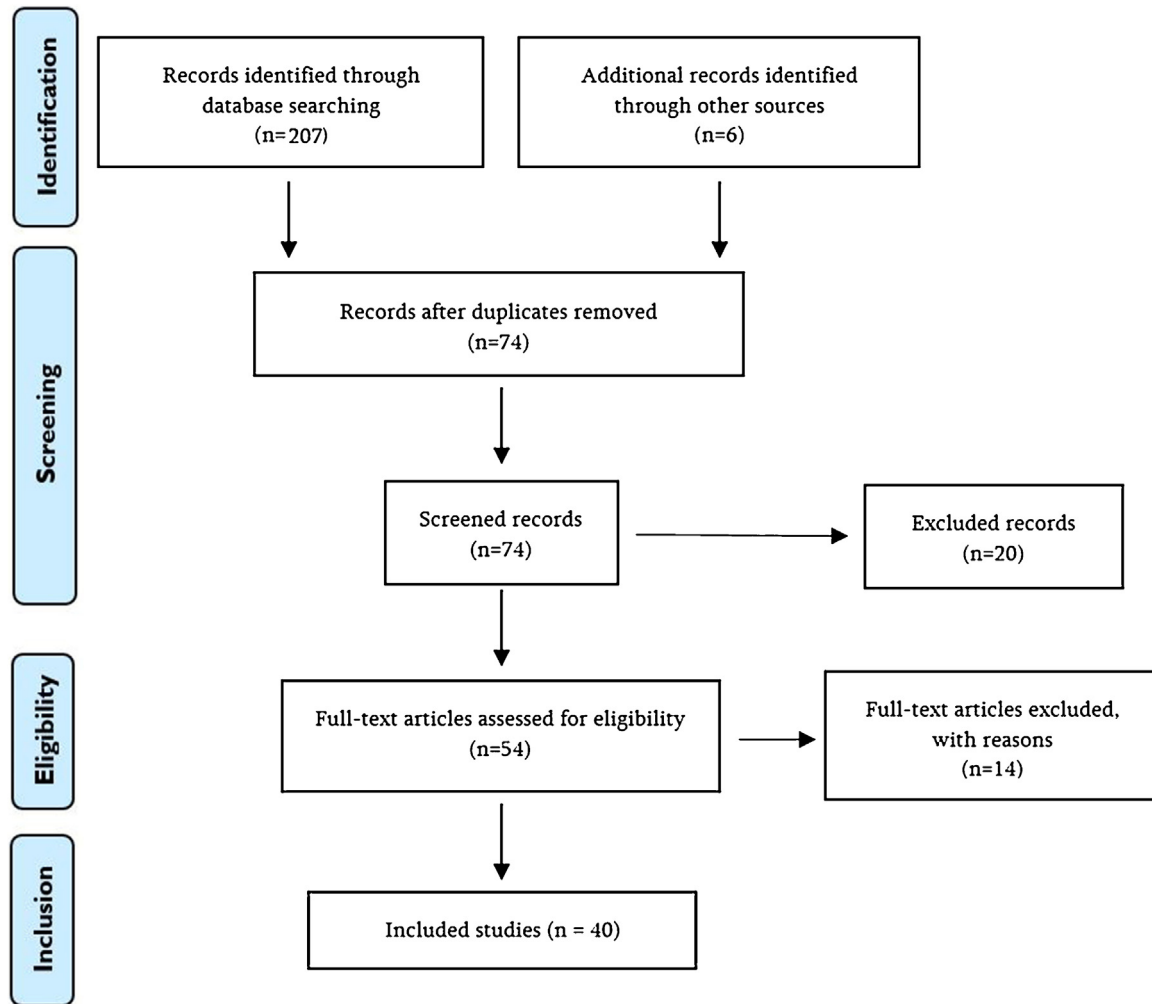 Identification
Records identified through
database searching
(n=207)
Additional records identified
through other sources
(n=6)
Screening
Records after duplicates removed
(n=74)
Screened records
(n=74)
Excluded records
(n=20)
Eligibility
Full-text articles assessed for eligibility
(n=54)
Full-text articles excluded,
with reasons
(n=14)
Inclusion
Included studies (n = 40)